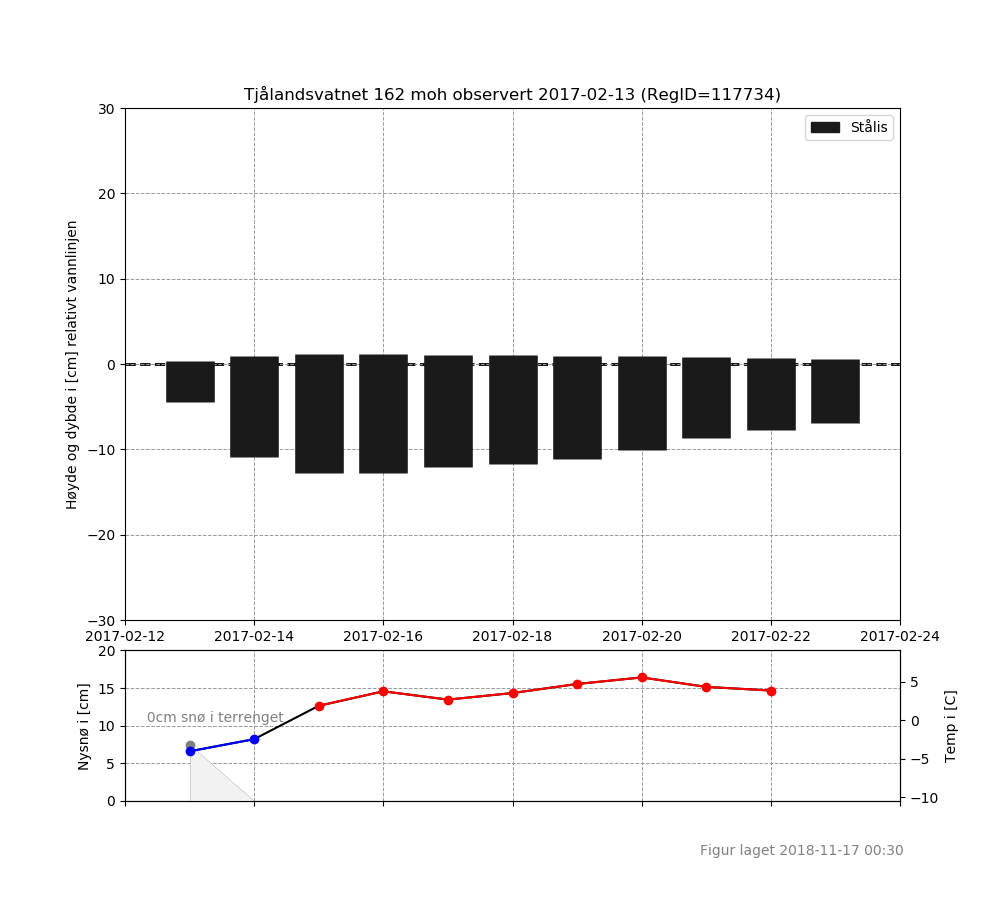 Tjålandsvatnet 162 moh observert 2017-02-13 (RegID=117734)
Stålis
Høyde og dybde i [cm] relativt vannlinjen
30
20
10
0
−10
−20
−30
2017-02-12 2017-02-14 2017-02-16 2017-02-18 2017-02-20 2017-02-22 2017-02-24
Nysnø i [cm]
20
15
10
5
0
0cm snø i terrenget
5
0
−5
−10
Temp i [C]
Figur laget 2018-11-17 00:30